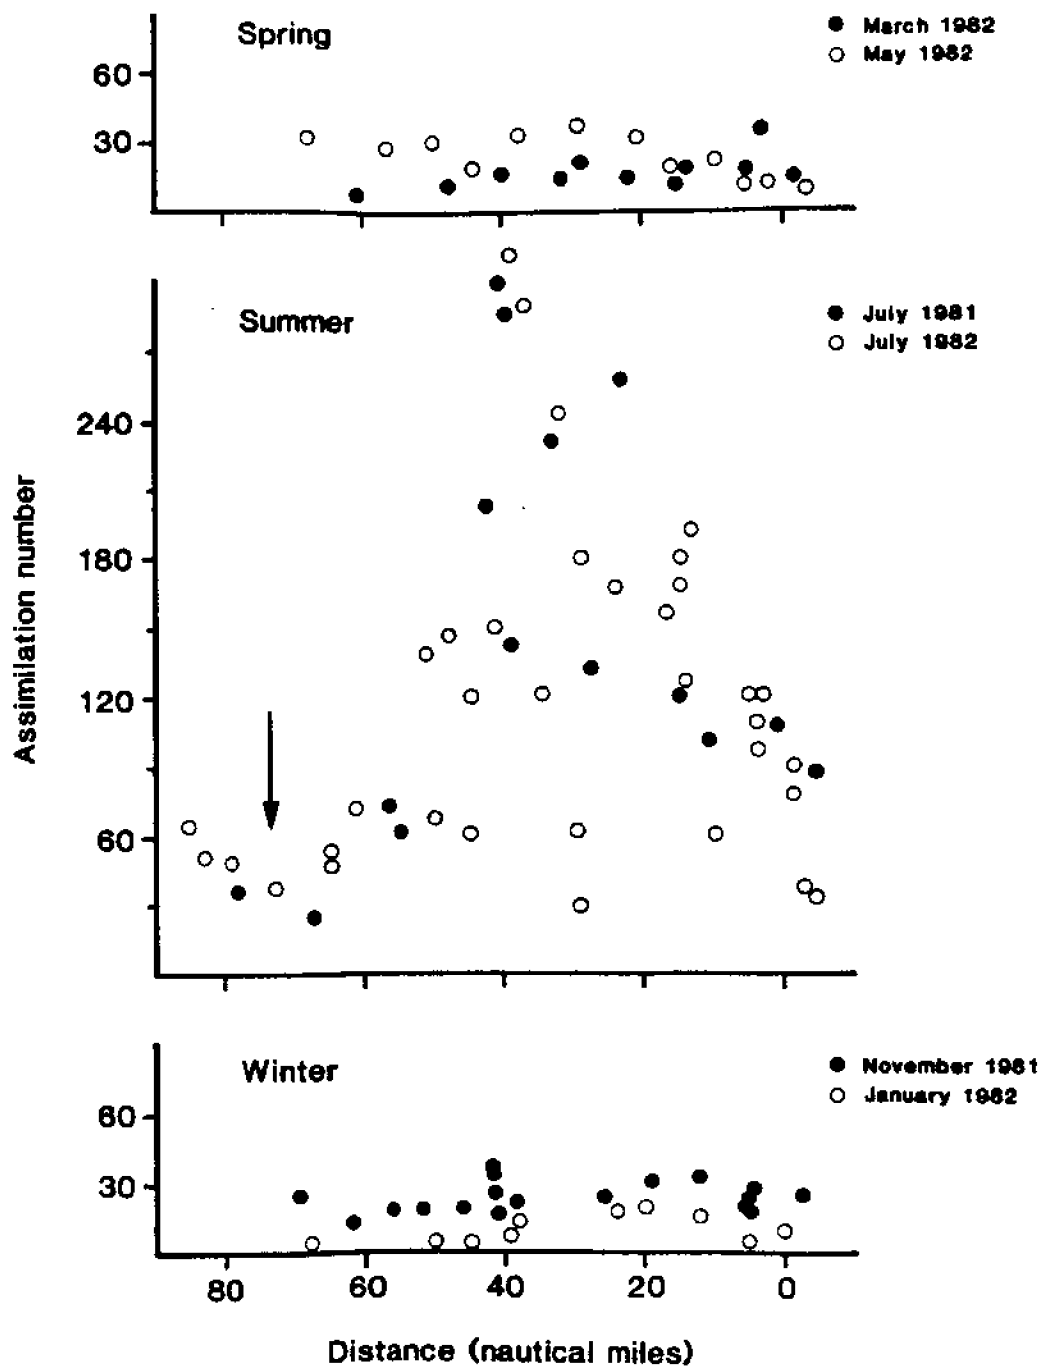 Spring
March 1982
May 1982
60
30
Summer
July 1981
July 1982
240
180
120
60
Assimilation number
Winter
November 1981
January 1982
60
30
80
60
40
20
0
Distance (nautical miles)